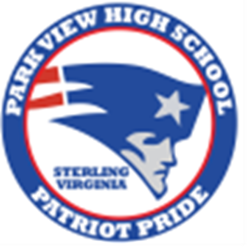 PARK VIEW HIGH SCHOOL
STERLING
VIRGINIA
PATRIOT PRIDE